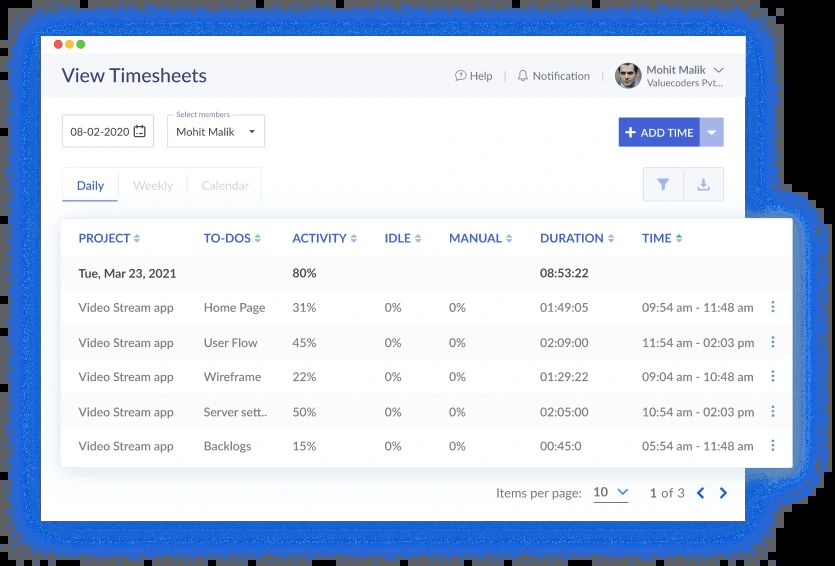 View Timesheets
Help | Notification | Mohit Malik
Valuecoders Pvt...
Select members
08-02-2020 Mohit Malik + ADD TIME
Daily Weekly Calendar
PROJECT TO-DOS ACTIVITY IDLE MANUAL DURATION TIME
Tue, Mar 23, 2021 80% 08:53:22
Video Stream app Home Page 31% 0% 0% 01:49:05 09:54 am - 11:48 am
Video Stream app User Flow 45% 0% 0% 02:09:00 11:54 am - 02:03 pm
Video Stream app Wireframe 22% 0% 0% 01:29:22 09:04 am - 10:48 am
Video Stream app Server sett.. 50% 0% 0% 02:05:00 10:54 am - 02:03 pm
Video Stream app Backlogs 15% 0% 0% 00:45:0 05:54 am - 11:48 am
Items per page: 10 1 of 3